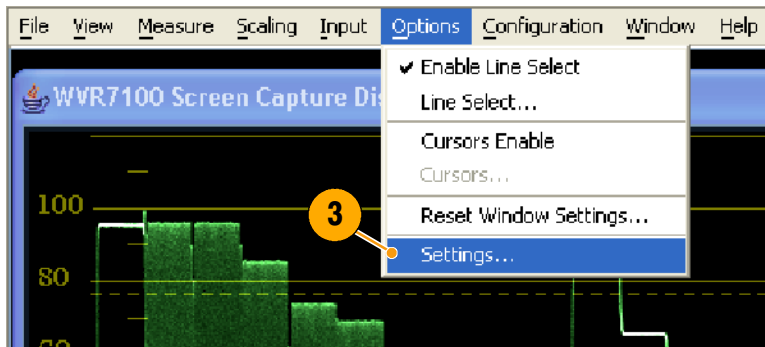 File View Measure Scaling Input Options Configuration Window Help
Enable Line Select
WVR7100 Screen Capture Dis
Line Select...
Cursors Enable
Cursors...
100
3
Reset Window Settings...
Settings...
80
60